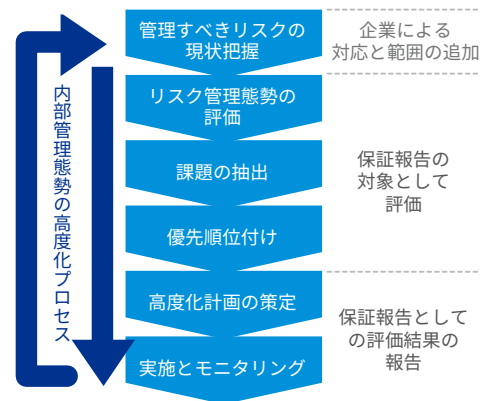 管理すべきリスクの
現状把握
企業による
対応と範囲の追加
リスク管理態勢の
評価
課題の抽出
優先順位付け
保証報告の
対象として
評価
高度化計画の策定
実施とモニタリング
保証報告として
の評価結果の
報告
内部管理態勢の高度化プロセス